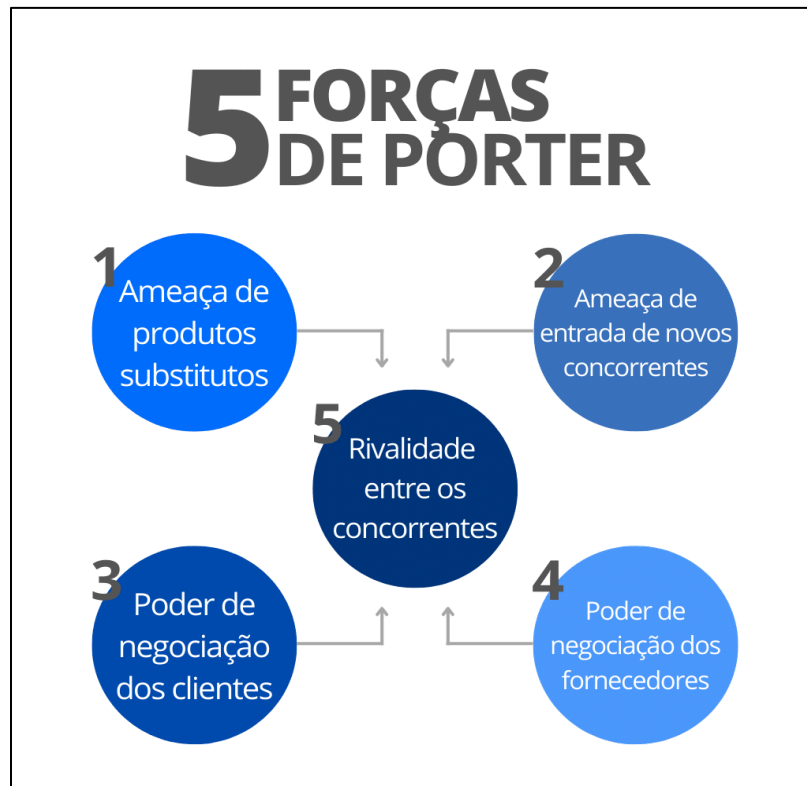 5 FORÇAS
DE PORTER
1
Ameaça de
produtos
substitutos
2
Ameaça de
entrada de novos
concorrentes
5
Rivalidade
entre os
concorrentes
3
Poder de
negociação
dos clientes
4
Poder de
negociação dos
fornecedores